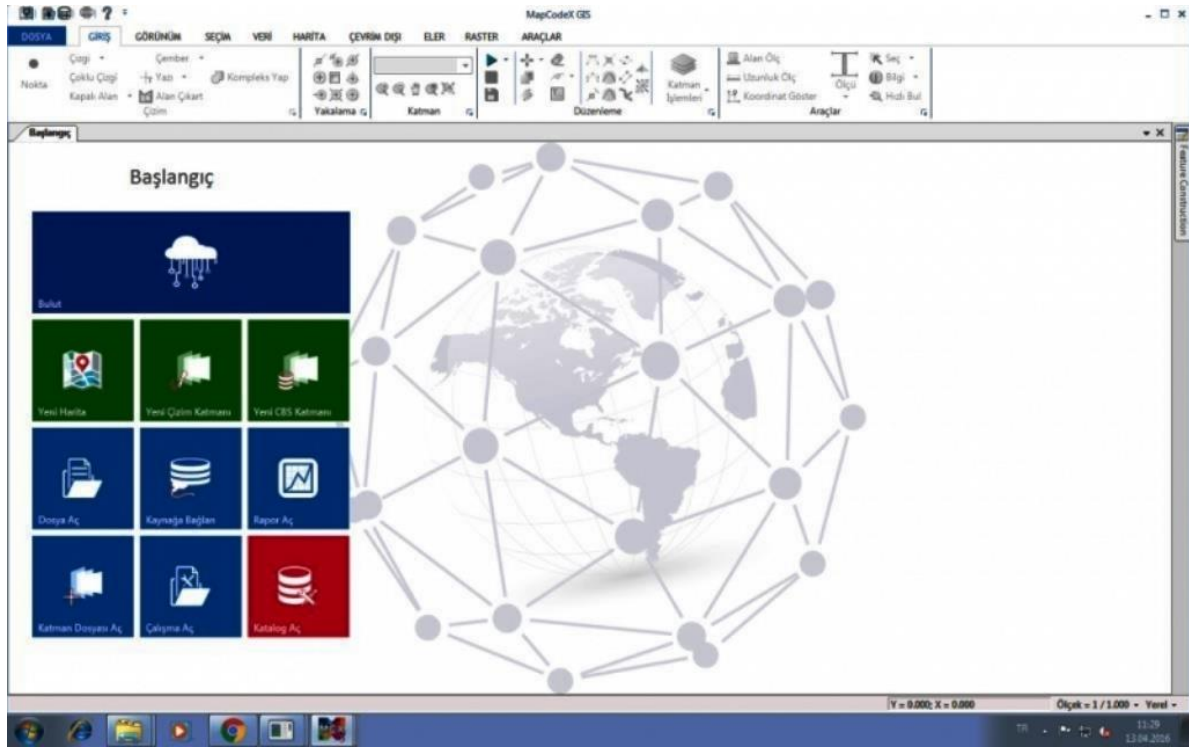 MapCodeX GIS
DOSYA GİRİŞ GÖRÜNÜM SEÇİM VERİ HARİTA ÇEVRİM DIŞI ELER RASTER ARAÇLAR
Nokta
Çizgi
Çoklu Çizgi
Kapalı Alan
Çember
Yazı
Alan Çıkart
Kompleks Yap
Çizim
Yakalama
Katman
Düzenleme
Katman İşlemleri
Alan Ölç
Uzunluk Ölç
Koordinat Göster
Ölçü
Seç
Bilgi
Hızlı Bul
Araçlar
Başlangıç
Feature Construction
Başlangıç
Bulut
Yeni Harita
Yeni Çizim Katmanı
Yeni CBS Katmanı
Dosya Aç
Kaynağa Bağlan
Rapor Aç
Katman Dosyası Aç
Çalışma Aç
Katalog Aç
Y = 0.000; X = 0.000
Ölçek = 1 / 1.000
Yerel
TR
11:29
13.04.2016